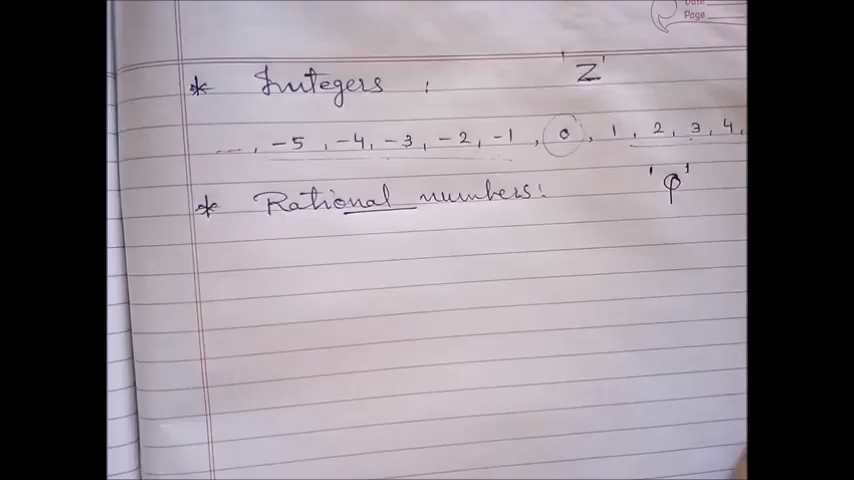 Date
Page
* Integers : 'Z'
..., -5, -4, -3, -2, -1, 0, 1, 2, 3, 4,
* Rational numbers: 'φ'